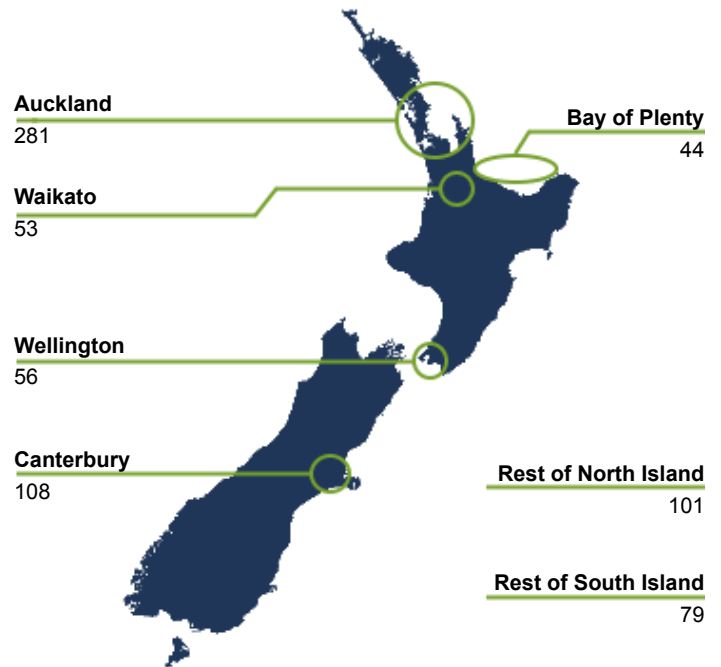 Auckland
281
Bay of Plenty
44
Waikato
53
Wellington
56
Canterbury
108
Rest of North Island
101
Rest of South Island
79